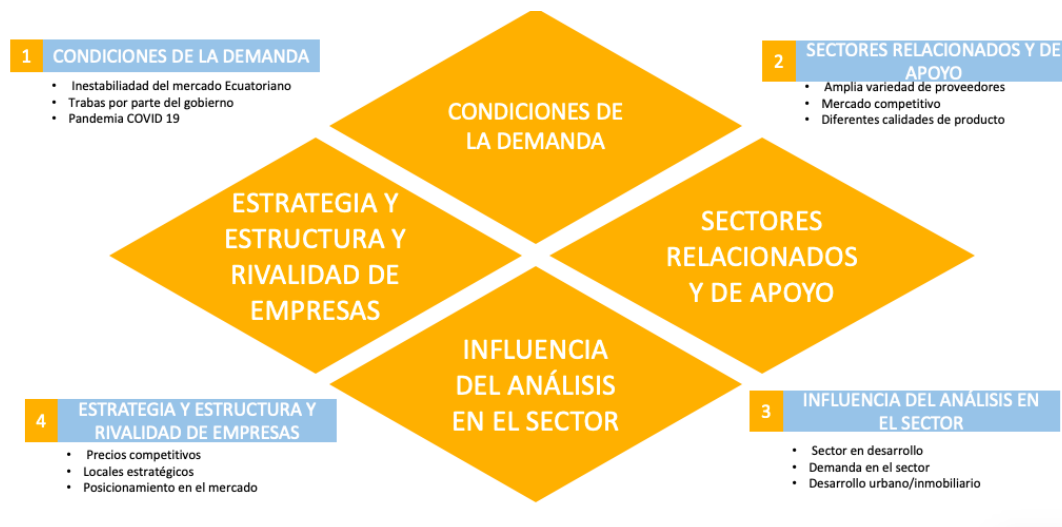 1 CONDICIONES DE LA DEMANDA
• Inestabiliadad del mercado Ecuatoriano
• Trabas por parte del gobierno
• Pandemia COVID 19
2 SECTORES RELACIONADOS Y DE
APOYO
• Amplia variedad de proveedores
• Mercado competitivo
• Diferentes calidades de producto
CONDICIONES DE
LA DEMANDA
ESTRATEGIA Y
ESTRUCTURA Y
RIVALIDAD DE
EMPRESAS
SECTORES
RELACIONADOS
Y DE APOYO
INFLUENCIA
DEL ANÁLISIS
EN EL SECTOR
4 ESTRATEGIA Y ESTRUCTURA Y
RIVALIDAD DE EMPRESAS
• Precios competitivos
• Locales estratégicos
• Posicionamiento en el mercado
3 INFLUENCIA DEL ANÁLISIS EN
EL SECTOR
• Sector en desarrollo
• Demanda en el sector
• Desarrollo urbano/inmobiliario